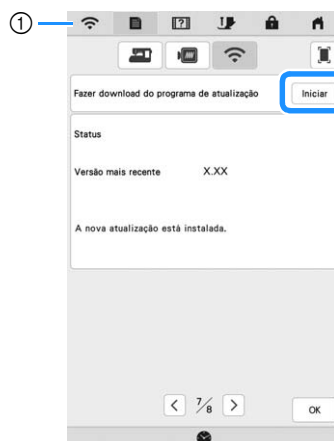 ①
Fazer download do programa de atualização Iniciar
Status
Versão mais recente X.XX
A nova atualização está instalada.
< 7/8 >
OK